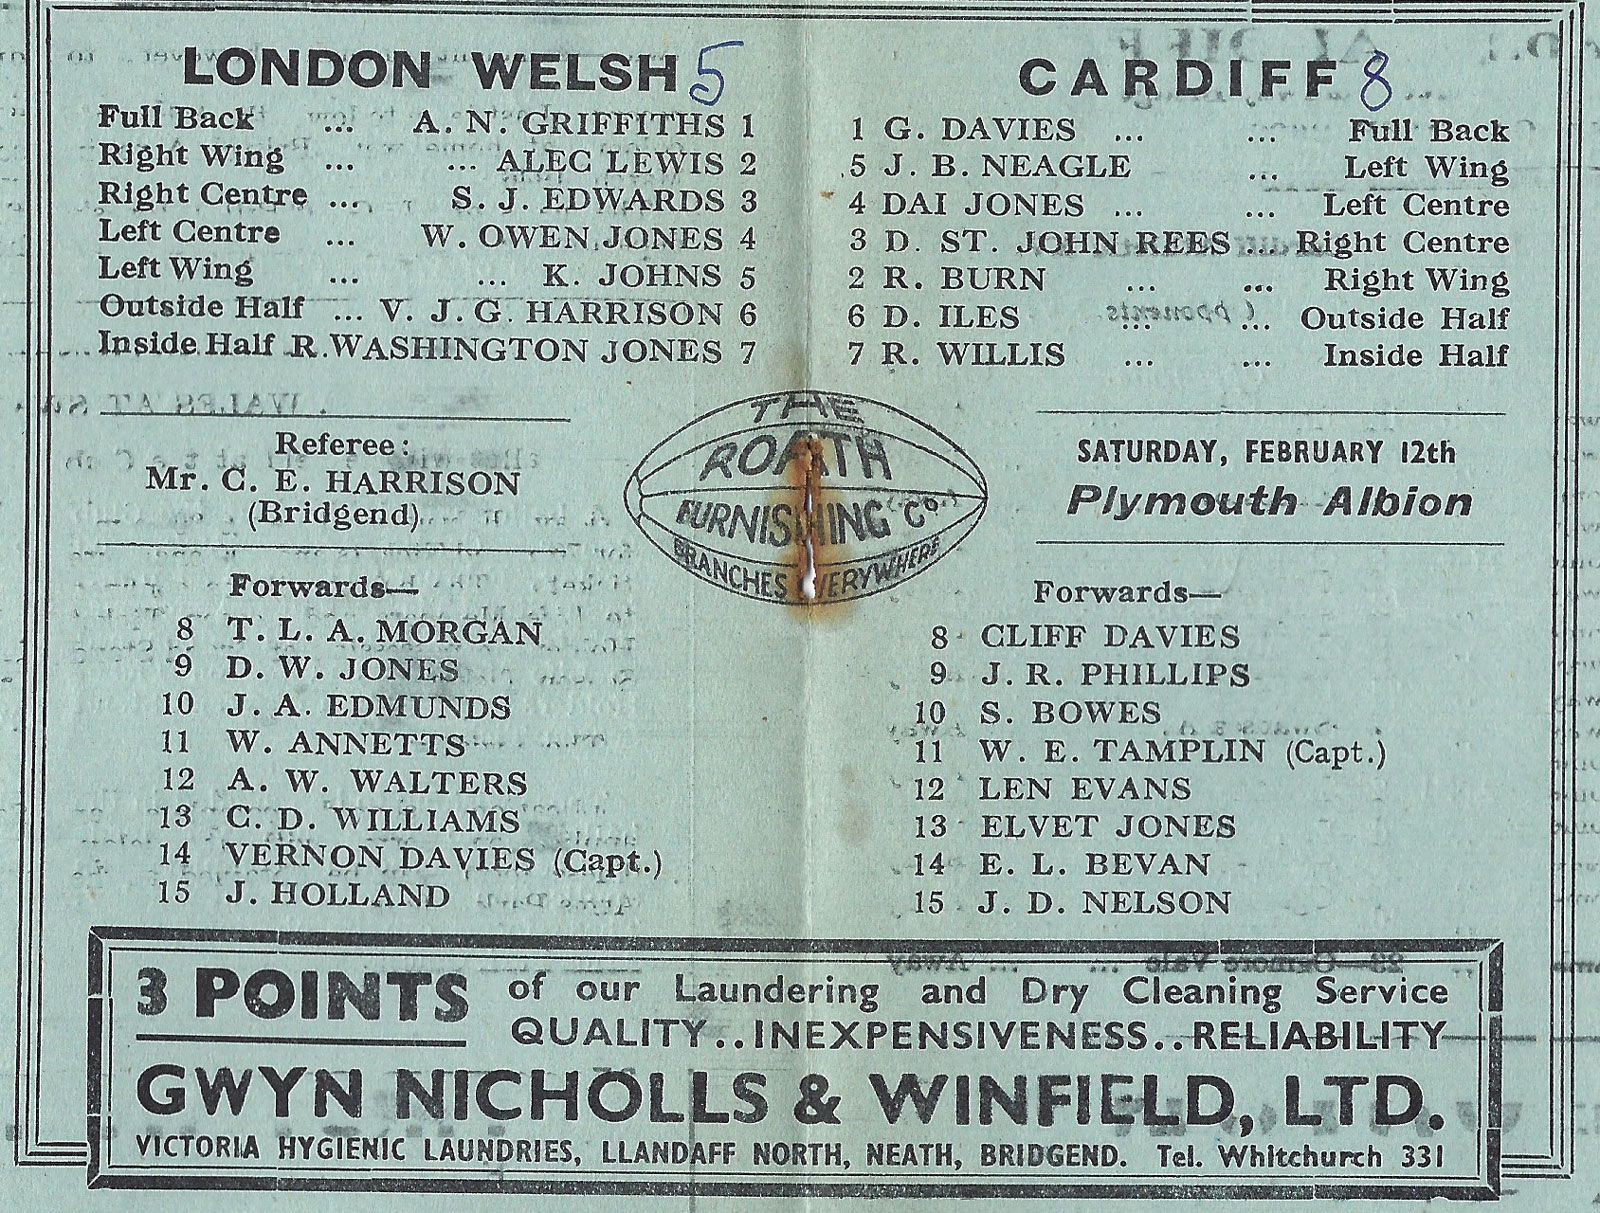 LONDON WELSH 5
Full Back ... A. N. GRIFFITHS 1
Right Wing ... ... ALEC LEWIS 2
Right Centre ... S. J. EDWARDS 3
Left Centre ... W. OWEN JONES 4
Left Wing ... ... K. JOHNS 5
Outside Half ... V. J. G. HARRISON 6
Inside Half R. WASHINGTON JONES 7
CARDIFF 8
1 G. DAVIES ... ... Full Back
5 J. B. NEAGLE ... Left Wing
4 DAI JONES ... ... Left Centre
3 D. ST. JOHN REES ... Right Centre
2 R. BURN ... ... Right Wing
6 D. ILES ... ... Outside Half
7 R. WILLIS ... ... Inside Half
Referee:
Mr. C. E. HARRISON
(Bridgend)
THE
ROATH
FURNISHING Co.
BRANCHES EVERYWHERE
SATURDAY, FEBRUARY 12th
Plymouth Albion
Forwards—
8 T. L. A. MORGAN
9 D. W. JONES
10 J. A. EDMUNDS
11 W. ANNETTS
12 A. W. WALTERS
13 C. D. WILLIAMS
14 VERNON DAVIES (Capt.)
15 J. HOLLAND
Forwards—
8 CLIFF DAVIES
9 J. R. PHILLIPS
10 S. BOWES
11 W. E. TAMPLIN (Capt.)
12 LEN EVANS
13 ELVET JONES
14 E. L. BEVAN
15 J. D. NELSON
3 POINTS of our Laundering and Dry Cleaning Service
QUALITY..INEXPENSIVENESS..RELIABILITY
GWYN NICHOLLS & WINFIELD, LTD.
VICTORIA HYGIENIC LAUNDRIES, LLANDAFF NORTH, NEATH, BRIDGEND. Tel. Whitchurch 331